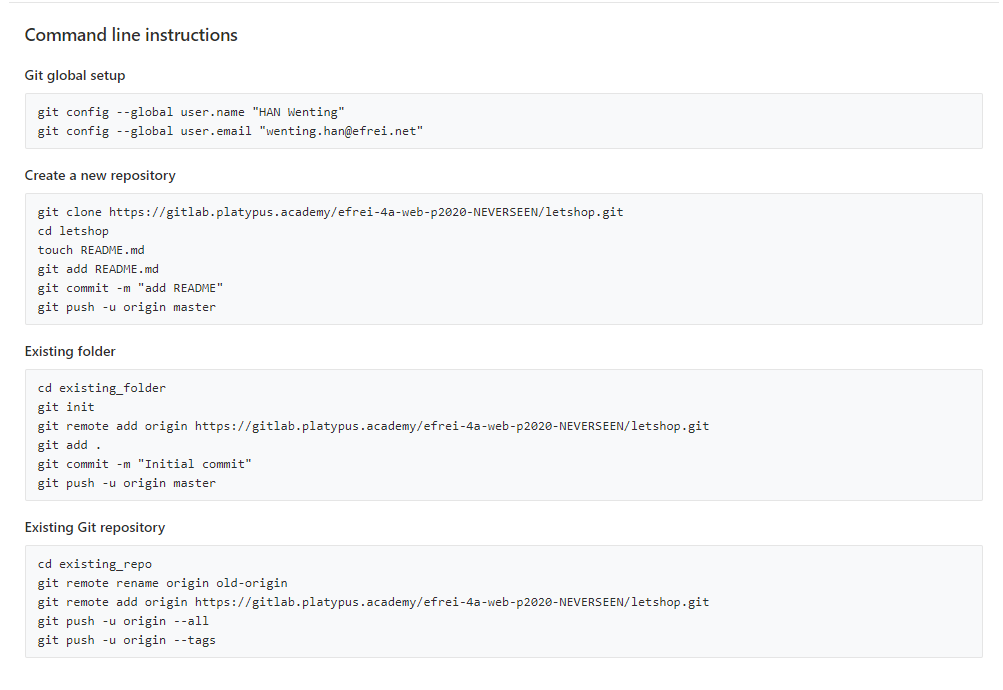 Command line instructions
Git global setup
git config --global user.name "HAN Wenting"
git config --global user.email "wenting.han@efrei.net"
Create a new repository
git clone https://gitlab.platypus.academy/efrei-4a-web-p2020-NEVERSEEN/letshop.git
cd letshop
touch README.md
git add README.md
git commit -m "add README"
git push -u origin master
Existing folder
cd existing_folder
git init
git remote add origin https://gitlab.platypus.academy/efrei-4a-web-p2020-NEVERSEEN/letshop.git
git add .
git commit -m "Initial commit"
git push -u origin master
Existing Git repository
cd existing_repo
git remote rename origin old-origin
git remote add origin https://gitlab.platypus.academy/efrei-4a-web-p2020-NEVERSEEN/letshop.git
git push -u origin --all
git push -u origin --tags